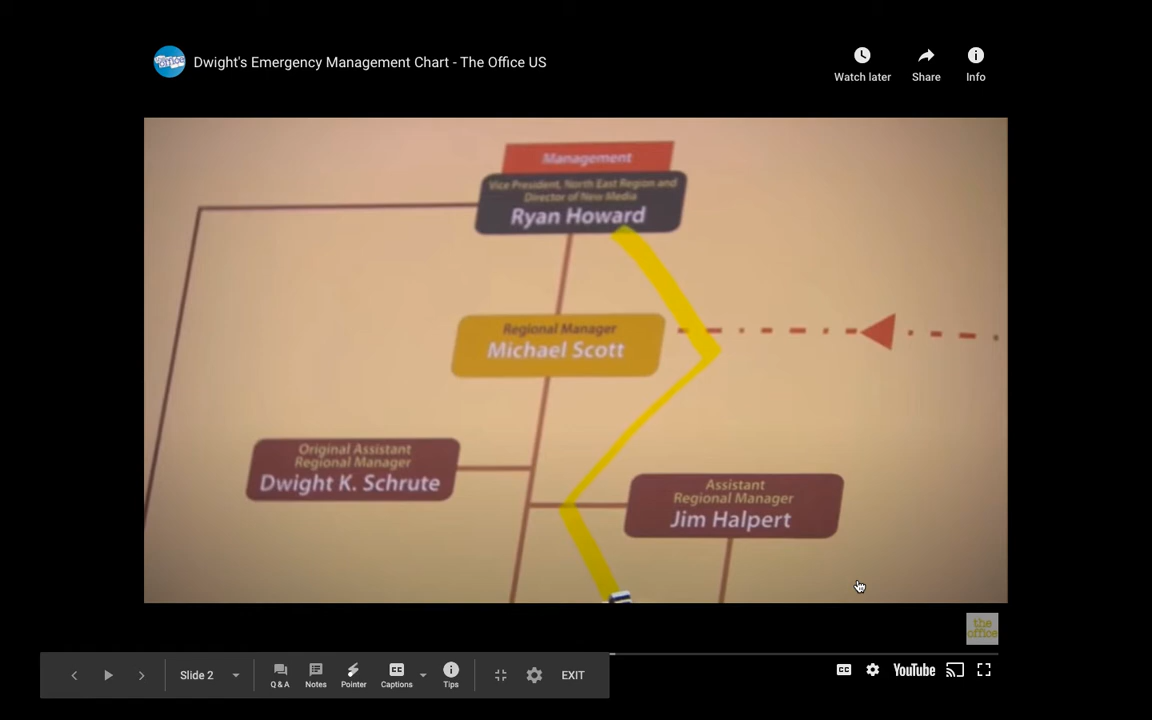 Dwight's Emergency Management Chart - The Office US
Watch later
Share
Info
Management
Vice President, North East Region and
Director of New Media
Ryan Howard
Regional Manager
Michael Scott
Original Assistant
Regional Manager
Dwight K. Schrute
Assistant
Regional Manager
Jim Halpert
the
office
Slide 2
Q & A
Notes
Pointer
Captions
Tips
EXIT
CC
YouTube